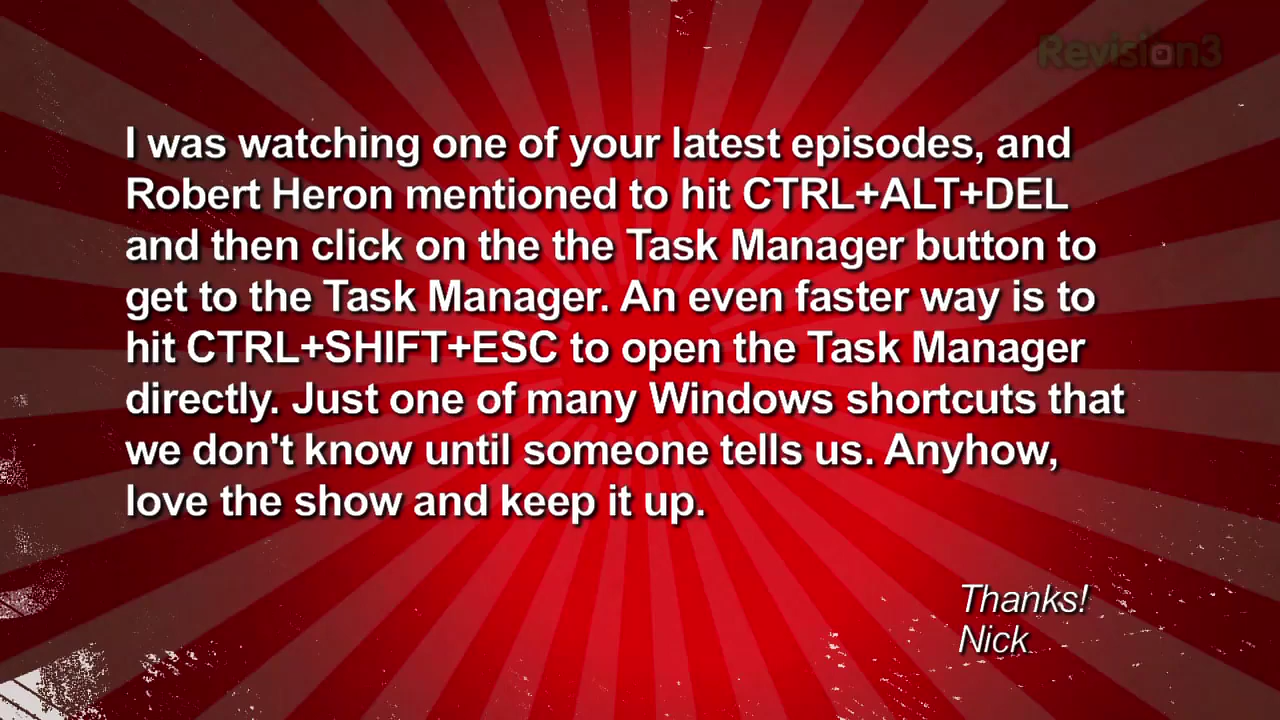 Revision3
I was watching one of your latest episodes, and
Robert Heron mentioned to hit CTRL+ALT+DEL
and then click on the the Task Manager button to
get to the Task Manager. An even faster way is to
hit CTRL+SHIFT+ESC to open the Task Manager
directly. Just one of many Windows shortcuts that
we don't know until someone tells us. Anyhow,
love the show and keep it up.
Thanks!
Nick